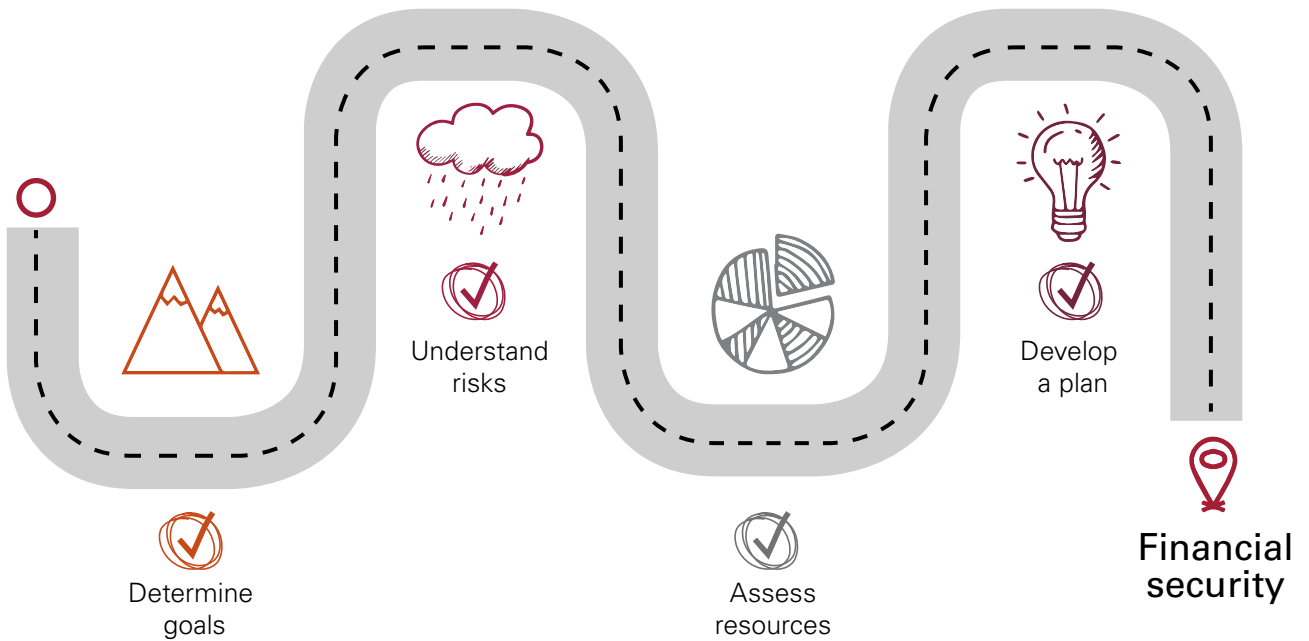 Determine
goals
Understand
risks
Assess
resources
Develop
a plan
Financial
security